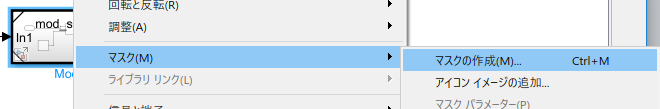 回転と反転(R)
mod_s
調整(A)
In1
マスク(M)
マスクの作成(M)... Ctrl+M
ライブラリ リンク(L)
アイコン イメージの追加...
マスク パラメーター(P)